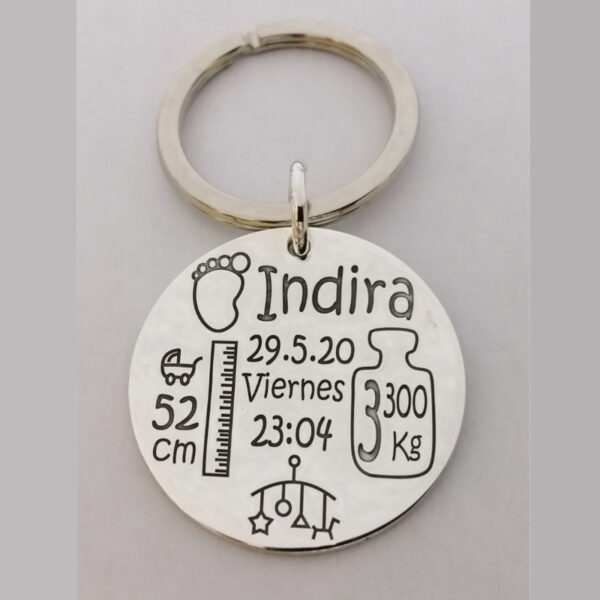 Indira
29.5.20
Viernes
23:04
52
cm
3300
Kg